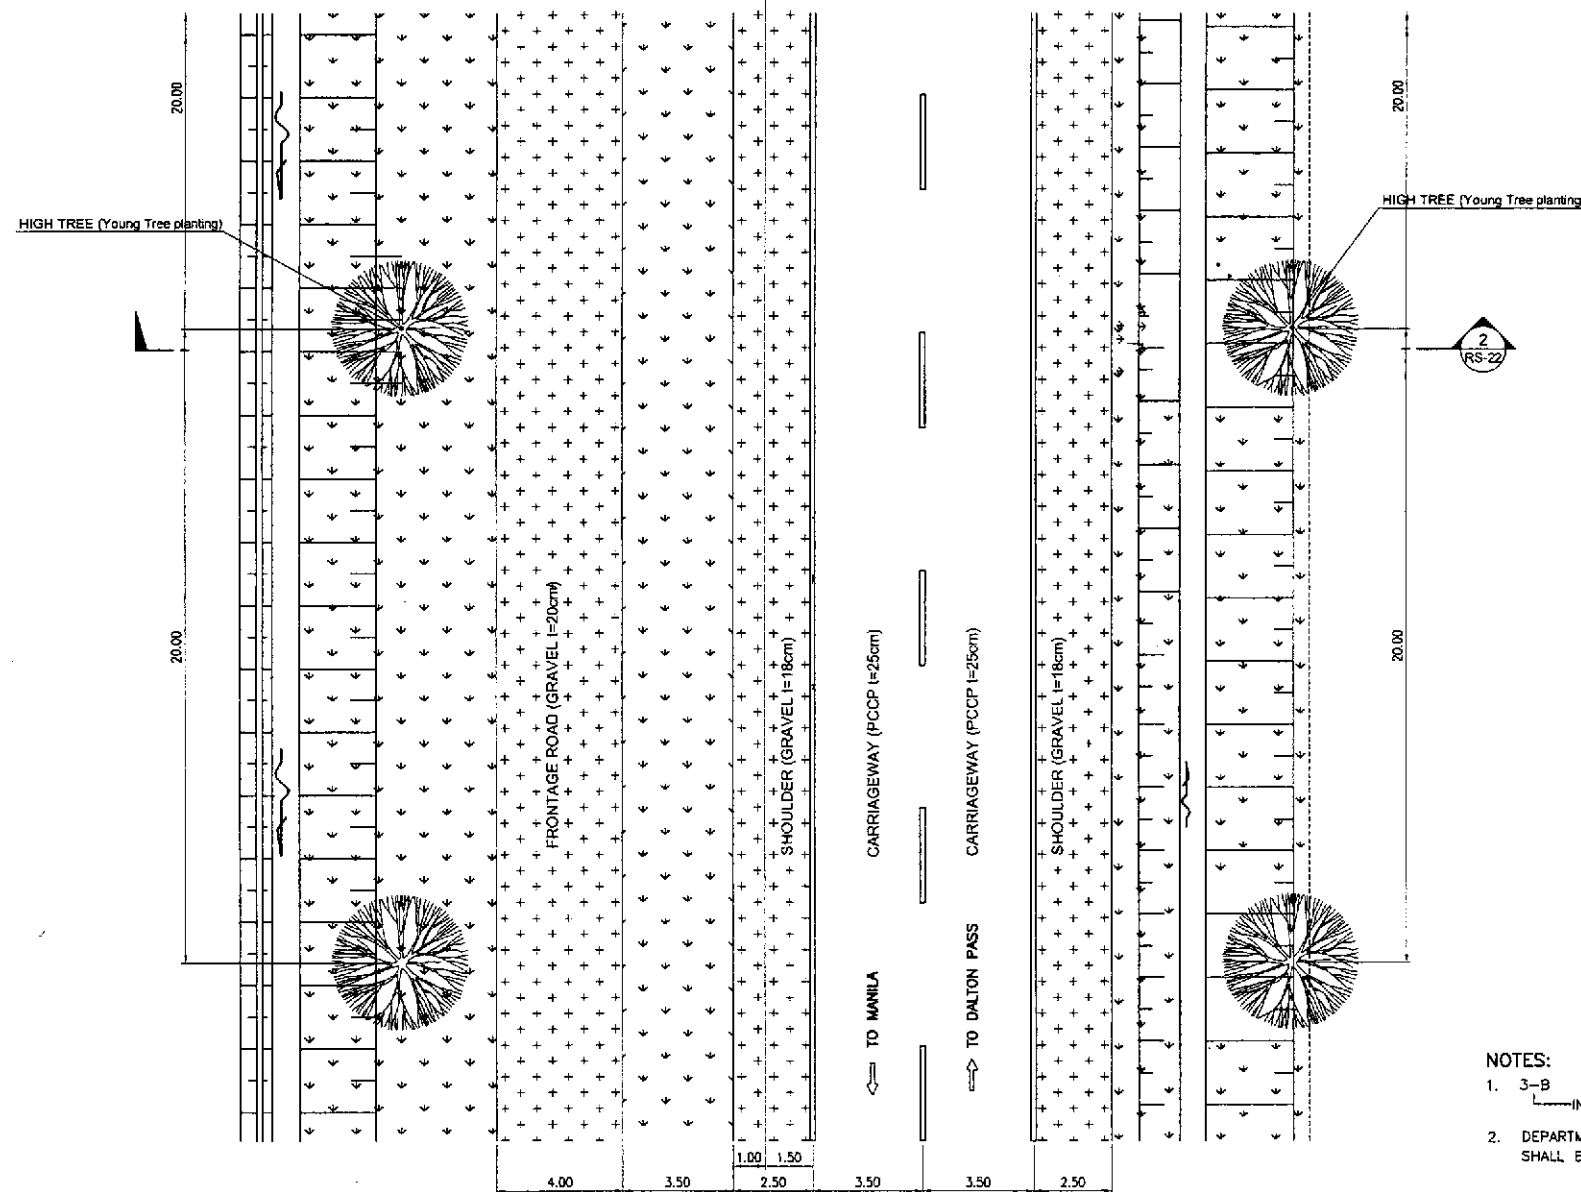 20.00
20.00
HIGH TREE (Young Tree planting)
HIGH TREE (Young Tree planting
2
RS-22
20.00
20.00
FRONTAGE ROAD (GRAVEL t=20cm)
SHOULDER (GRAVEL t=18cm)
CARRIAGEWAY (PCCP t=25cm)
CARRIAGEWAY (PCCP t=25cm)
SHOULDER (GRAVEL t=18cm)
TO MANILA
TO DALTON PASS
NOTES:
1. 3-B
2. DEPARTM
SHALL
1.00 1.50
4.00 3.50 2.50 3.50 3.50 2.50